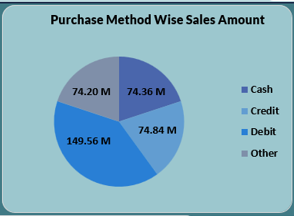 Purchase Method Wise Sales Amount
74.20 M
74.36 M
74.84 M
149.56 M
Cash
Credit
Debit
Other